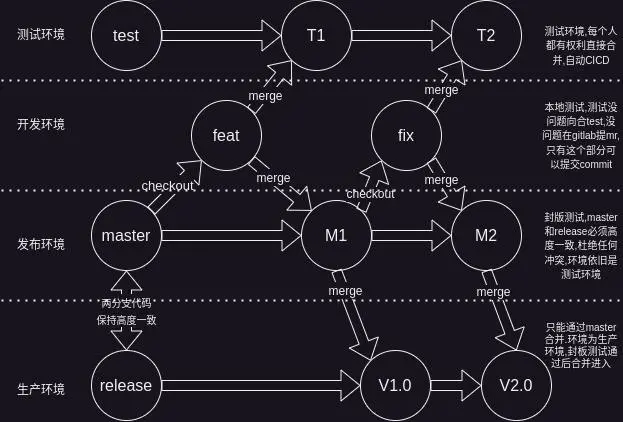 测试环境
test
T1
T2
测试环境,每个人
都有权利直接合
并,自动CICD
merge
merge
开发环境
feat
fix
本地测试,测试没
问题向合test,没
问题在gitlab提mr,
只有这个部分可
以提交commit
checkout
merge
checkout
merge
发布环境
master
M1
M2
封版测试,master
和release必须高
度一致,杜绝任何
冲突,环境依旧是
测试环境
两分支代码
保持高度一致
merge
merge
生产环境
release
V1.0
V2.0
只能通过master
合并.环境为生产
环境,封板测试通
过后合并进入